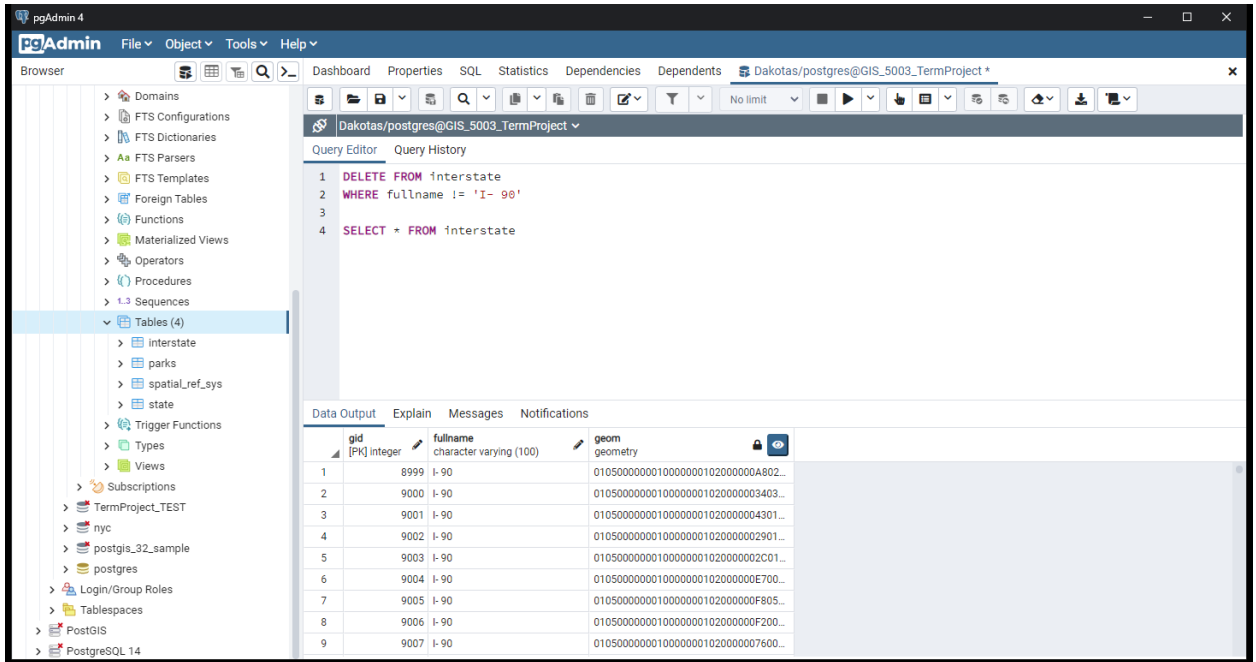 pgAdmin 4
pgAdmin File Object Tools Help
Browser
Dashboard Properties SQL Statistics Dependencies Dependents Dakotas/postgres@GIS_5003_TermProject *
No limit
Dakotas/postgres@GIS_5003_TermProject
Query Editor Query History
1 DELETE FROM interstate
2 WHERE fullname != 'I- 90'
3
4 SELECT * FROM interstate
Domains
FTS Configurations
FTS Dictionaries
Aa FTS Parsers
FTS Templates
Foreign Tables
Functions
Materialized Views
Operators
Procedures
1..3 Sequences
Tables (4)
interstate
parks
spatial_ref_sys
state
Trigger Functions
Types
Views
Subscriptions
TermProject_TEST
nyc
postgis_32_sample
postgres
Login/Group Roles
Tablespaces
PostGIS
PostgreSQL 14
Data Output Explain Messages Notifications
gid fullname geom
[PK] integer character varying (100) geometry
1 8999 I- 90 0105000000010000000102000000A802...
2 9000 I- 90 01050000000100000001020000003403...
3 9001 I- 90 01050000000100000001020000004301...
4 9002 I- 90 01050000000100000001020000002901...
5 9003 I- 90 01050000000100000001020000002C01...
6 9004 I- 90 0105000000010000000102000000E700...
7 9005 I- 90 0105000000010000000102000000F805...
8 9006 I- 90 0105000000010000000102000000F200...
9 9007 I- 90 01050000000100000001020000007600...